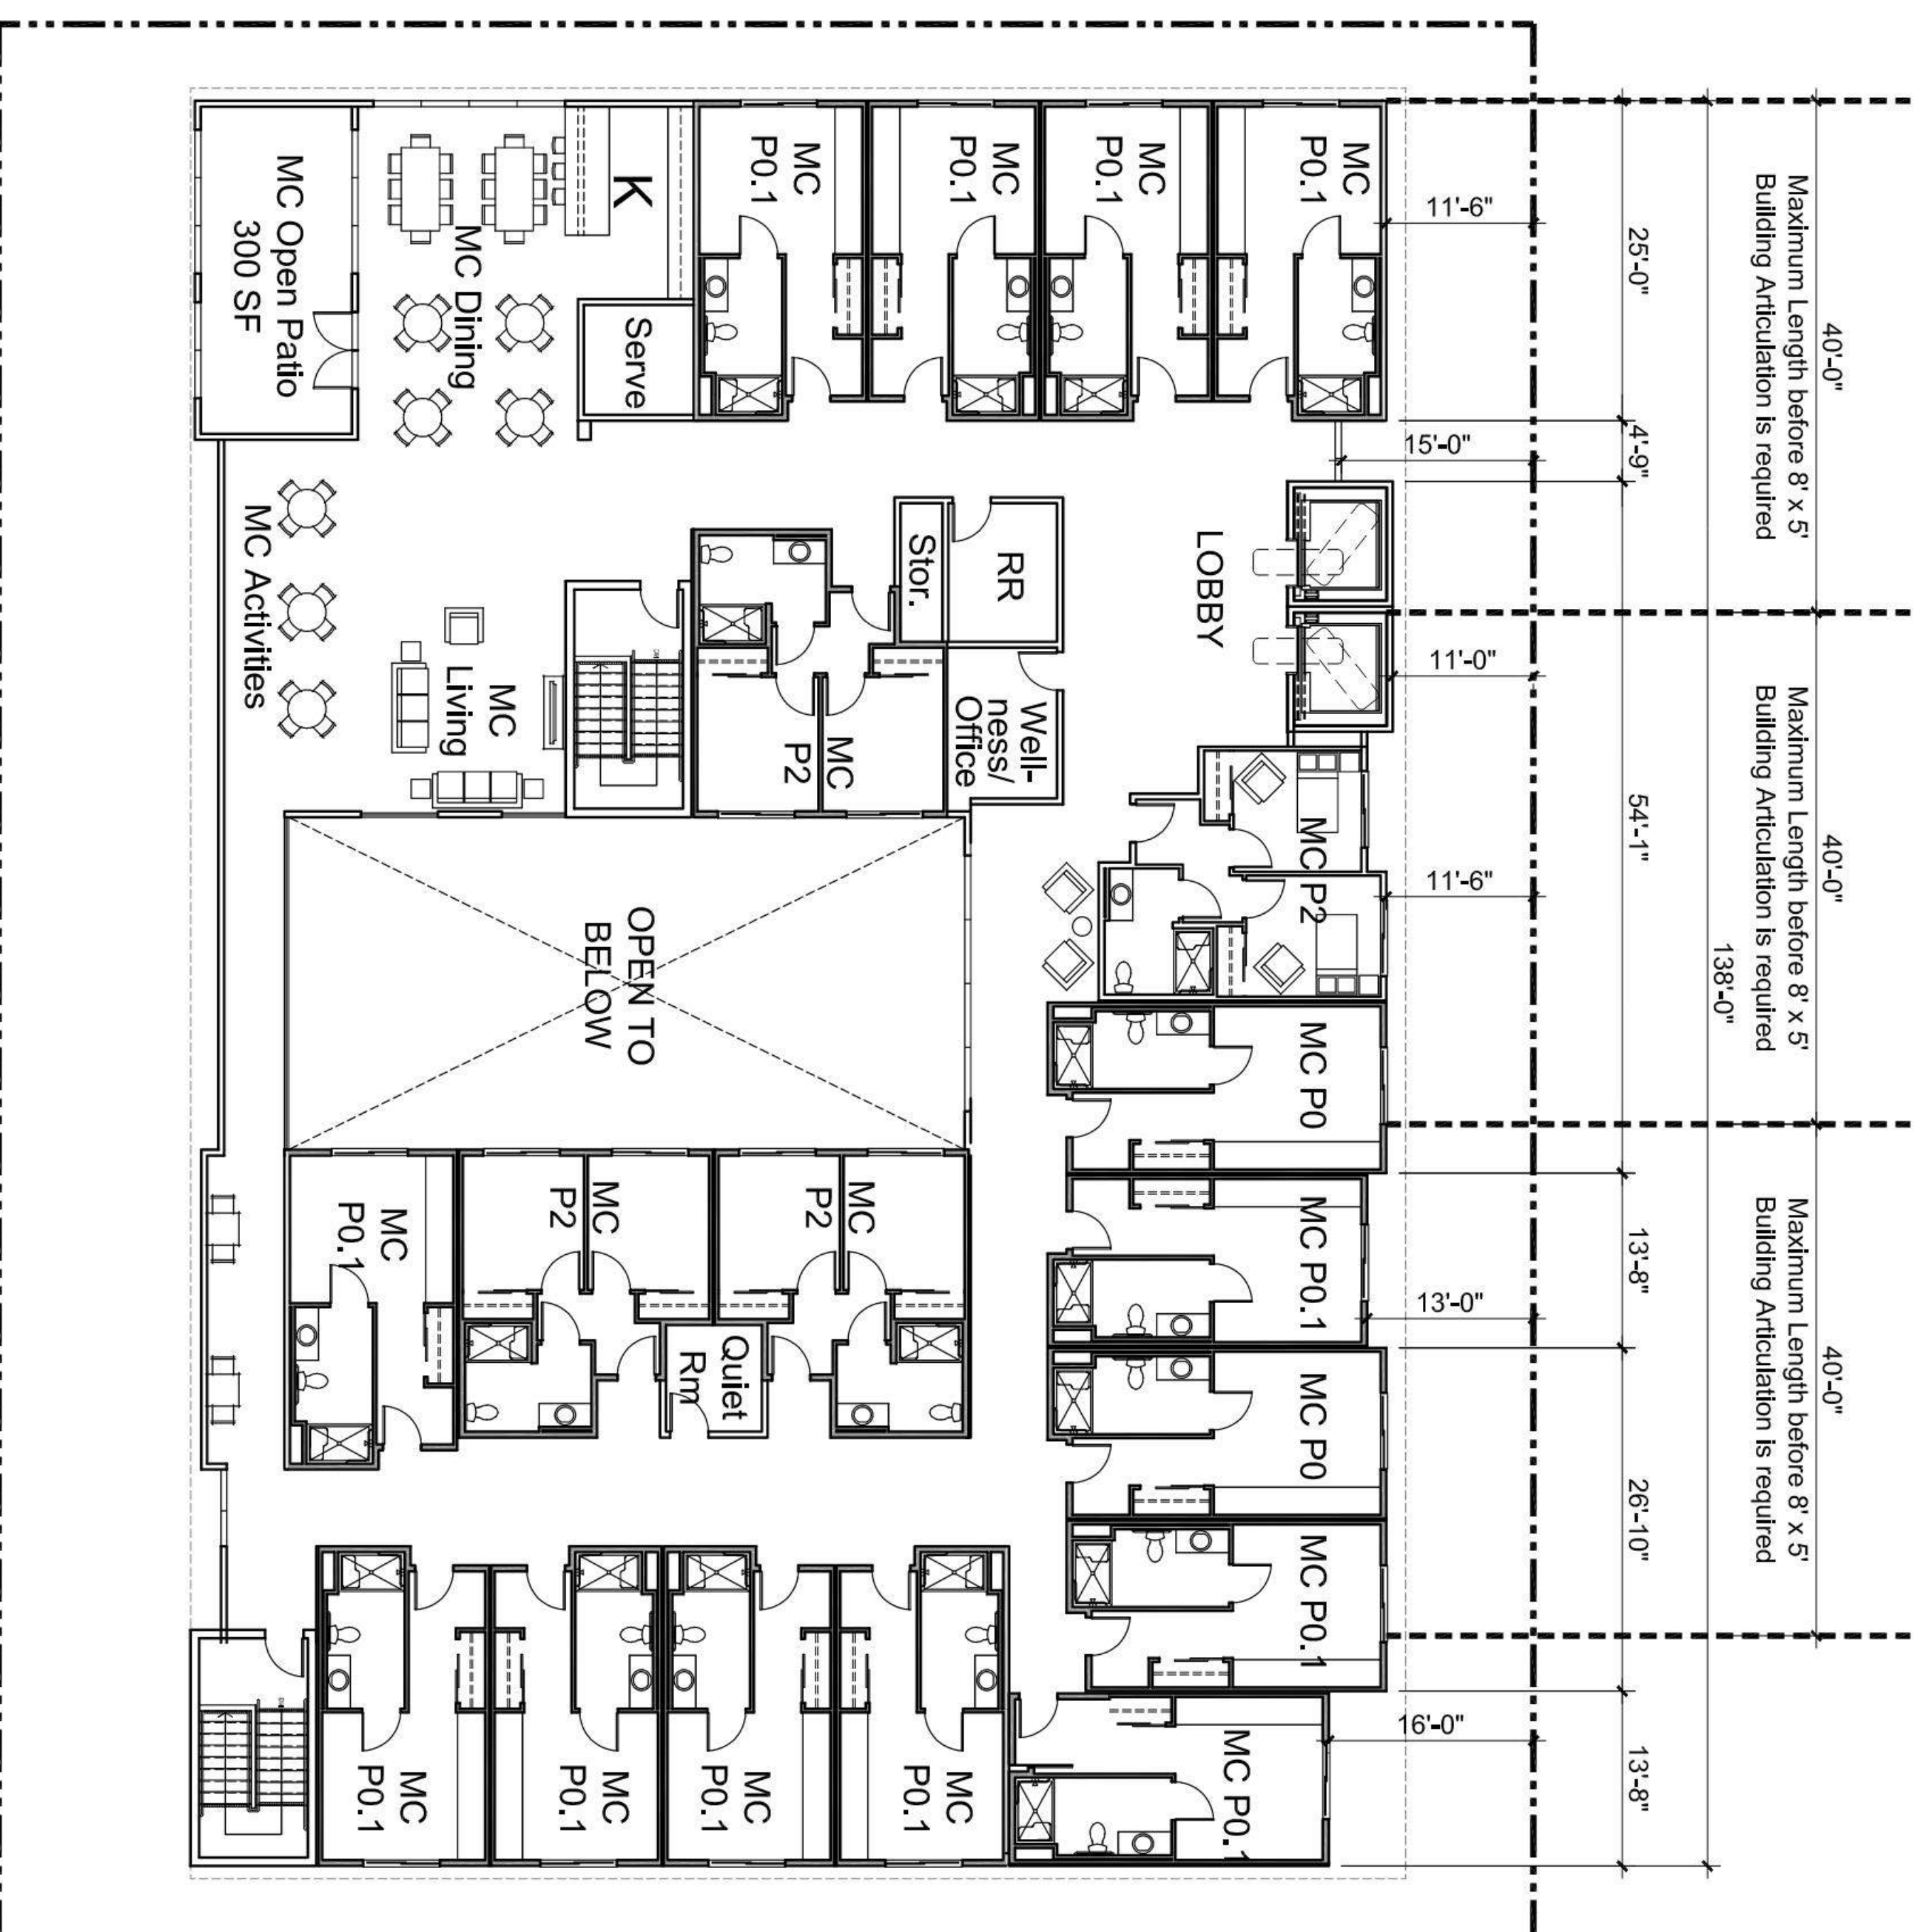 Maximum Length before 8' x 5'
Building Articulation is required
40'-0"
Maximum Length before 8' x 5'
Building Articulation is required
40'-0"
Maximum Length before 8' x 5'
Building Articulation is required
40'-0"
138'-0"
25'-0"
4'-9"
54'-1"
13'-8"
26'-10"
13'-8"
11'-6"
15'-0"
11'-0"
11'-6"
13'-0"
16'-0"
MC
P0.1
MC
P0.1
MC
P0.1
MC
P0.1
K
Serve
MC Dining
MC Open Patio
300 SF
MC Activities
MC
Living
LOBBY
RR
Stor.
Well-
ness/
Office
MC
P2
MC P2
MC P0
MC P0.1
MC P0
MC P0.1
MC P0.1
OPEN TO
BELOW
MC
P2
MC
P2
MC
P0.1
Quiet
Rm
MC
P0.1
MC
P0.1
MC
P0.1
MC
P0.1